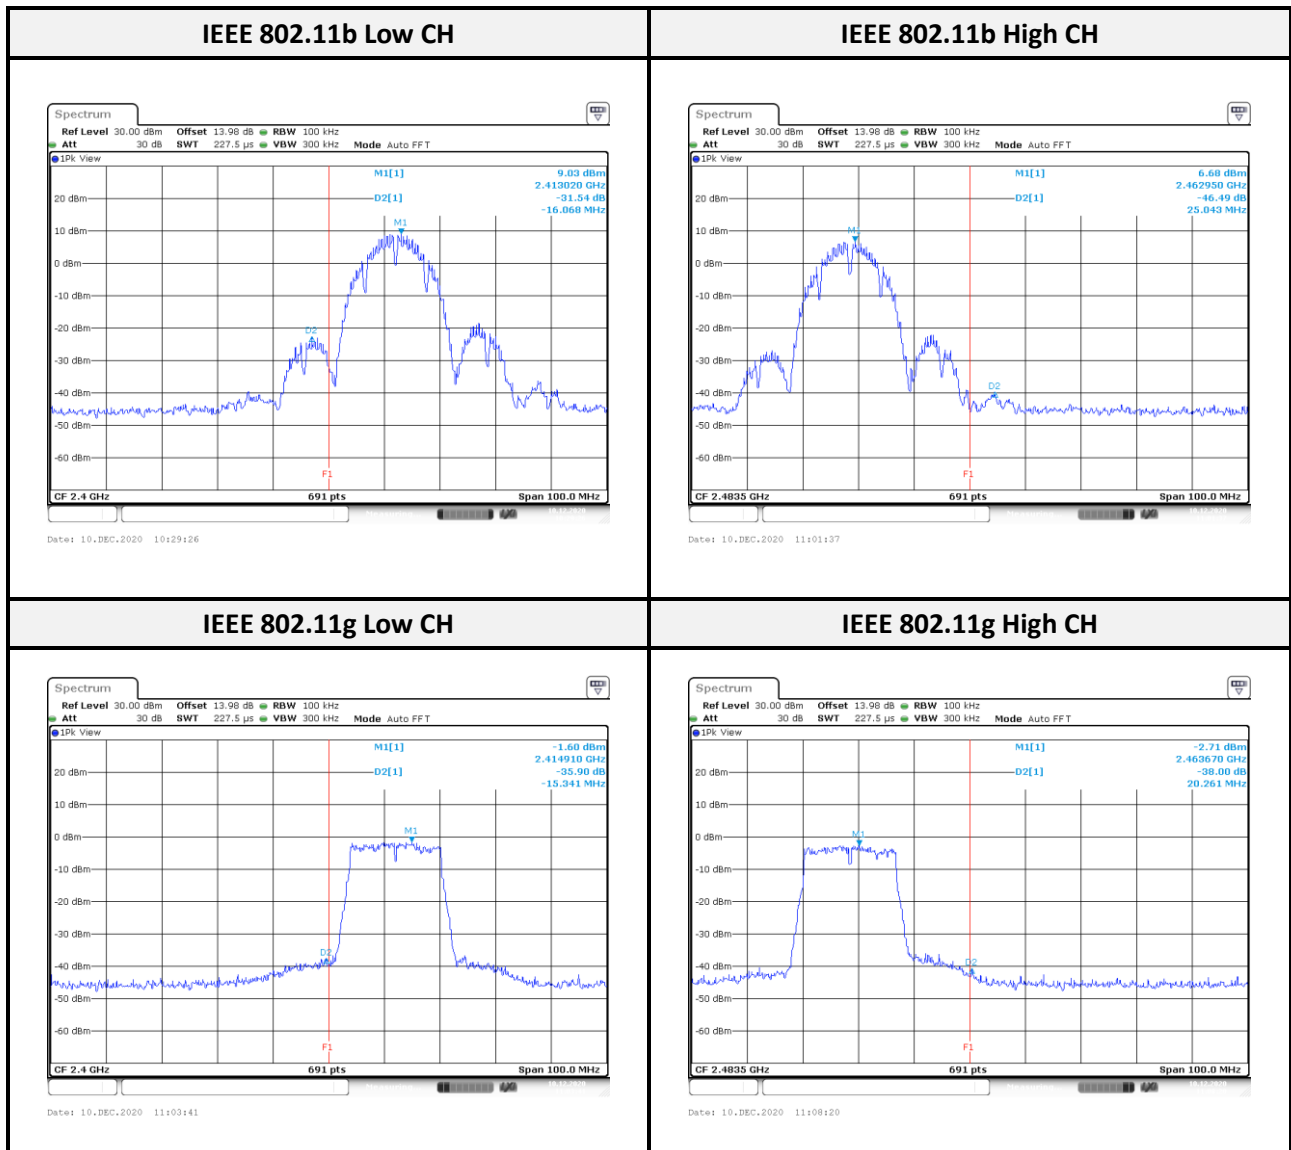 IEEE 802.11b Low CH
IEEE 802.11b High CH
Spectrum
Ref Level 30.00 dBm Offset 13.98 dB RBW 100 kHz
Att 30 dB SWT 227.5 µs VBW 300 kHz Mode Auto FFT
1Pk View
M1[1] 9.03 dBm
2.413020 GHz
20 dBm D2[1] -31.54 dB
-16.068 MHz
M1
10 dBm
0 dBm
-10 dBm
-20 dBm
D2
-30 dBm
-40 dBm
-50 dBm
-60 dBm
F1
CF 2.4 GHz 691 pts Span 100.0 MHz
Date: 10.DEC.2020 10:29:26
Spectrum
Ref Level 30.00 dBm Offset 13.98 dB RBW 100 kHz
Att 30 dB SWT 227.5 µs VBW 300 kHz Mode Auto FFT
1Pk View
M1[1] 6.68 dBm
2.462950 GHz
20 dBm D2[1] -46.49 dB
25.043 MHz
10 dBm
M1
0 dBm
-10 dBm
-20 dBm
-30 dBm
D2
-40 dBm
-50 dBm
-60 dBm
F1
CF 2.4835 GHz 691 pts Span 100.0 MHz
Date: 10.DEC.2020 11:01:37
IEEE 802.11g Low CH
IEEE 802.11g High CH
Spectrum
Ref Level 30.00 dBm Offset 13.98 dB RBW 100 kHz
Att 30 dB SWT 227.5 µs VBW 300 kHz Mode Auto FFT
1Pk View
M1[1] -1.60 dBm
2.414910 GHz
20 dBm D2[1] -35.90 dB
-15.341 MHz
10 dBm
M1
0 dBm
-10 dBm
-20 dBm
-30 dBm
D2
-40 dBm
-50 dBm
-60 dBm
F1
CF 2.4 GHz 691 pts Span 100.0 MHz
Date: 10.DEC.2020 11:03:41
Spectrum
Ref Level 30.00 dBm Offset 13.98 dB RBW 100 kHz
Att 30 dB SWT 227.5 µs VBW 300 kHz Mode Auto FFT
1Pk View
M1[1] -2.71 dBm
2.463670 GHz
20 dBm D2[1] -38.00 dB
20.261 MHz
10 dBm
M1
0 dBm
-10 dBm
-20 dBm
-30 dBm
D2
-40 dBm
-50 dBm
-60 dBm
F1
CF 2.4835 GHz 691 pts Span 100.0 MHz
Date: 10.DEC.2020 11:08:20